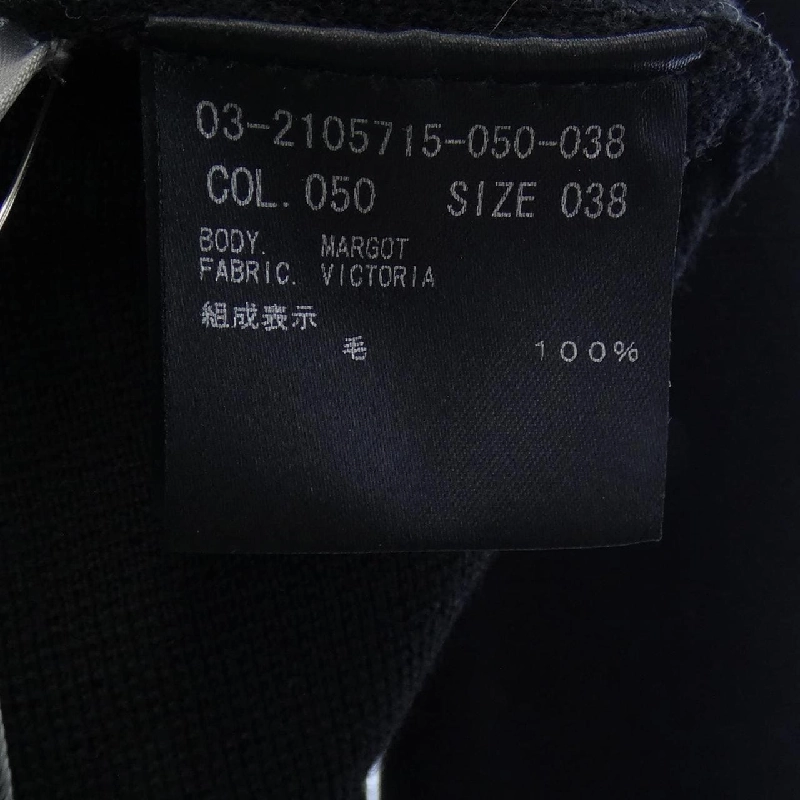 03-2105715-050-038
COL. 050 SIZE 038
BODY. MARGOT
FABRIC. VICTORIA
組成表示
毛 100%